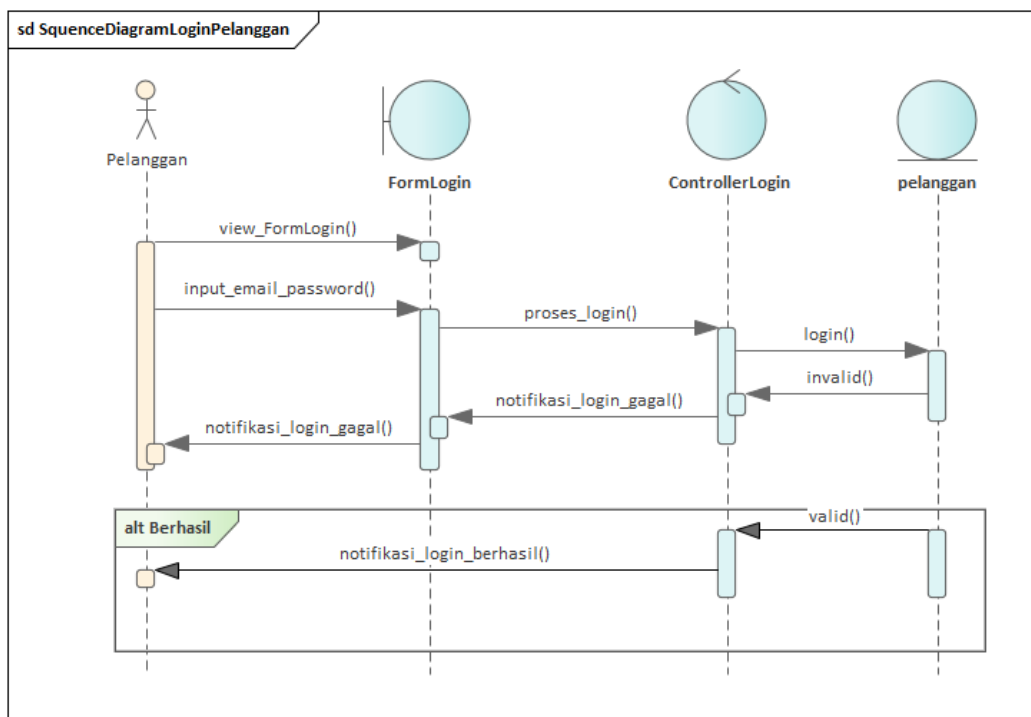 sd SquenceDiagramLoginPelanggan
Pelanggan
FormLogin
ControllerLogin
pelanggan
view_FormLogin()
input_email_password()
proses_login()
login()
invalid()
notifikasi_login_gagal()
notifikasi_login_gagal()
alt Berhasil
valid()
notifikasi_login_berhasil()